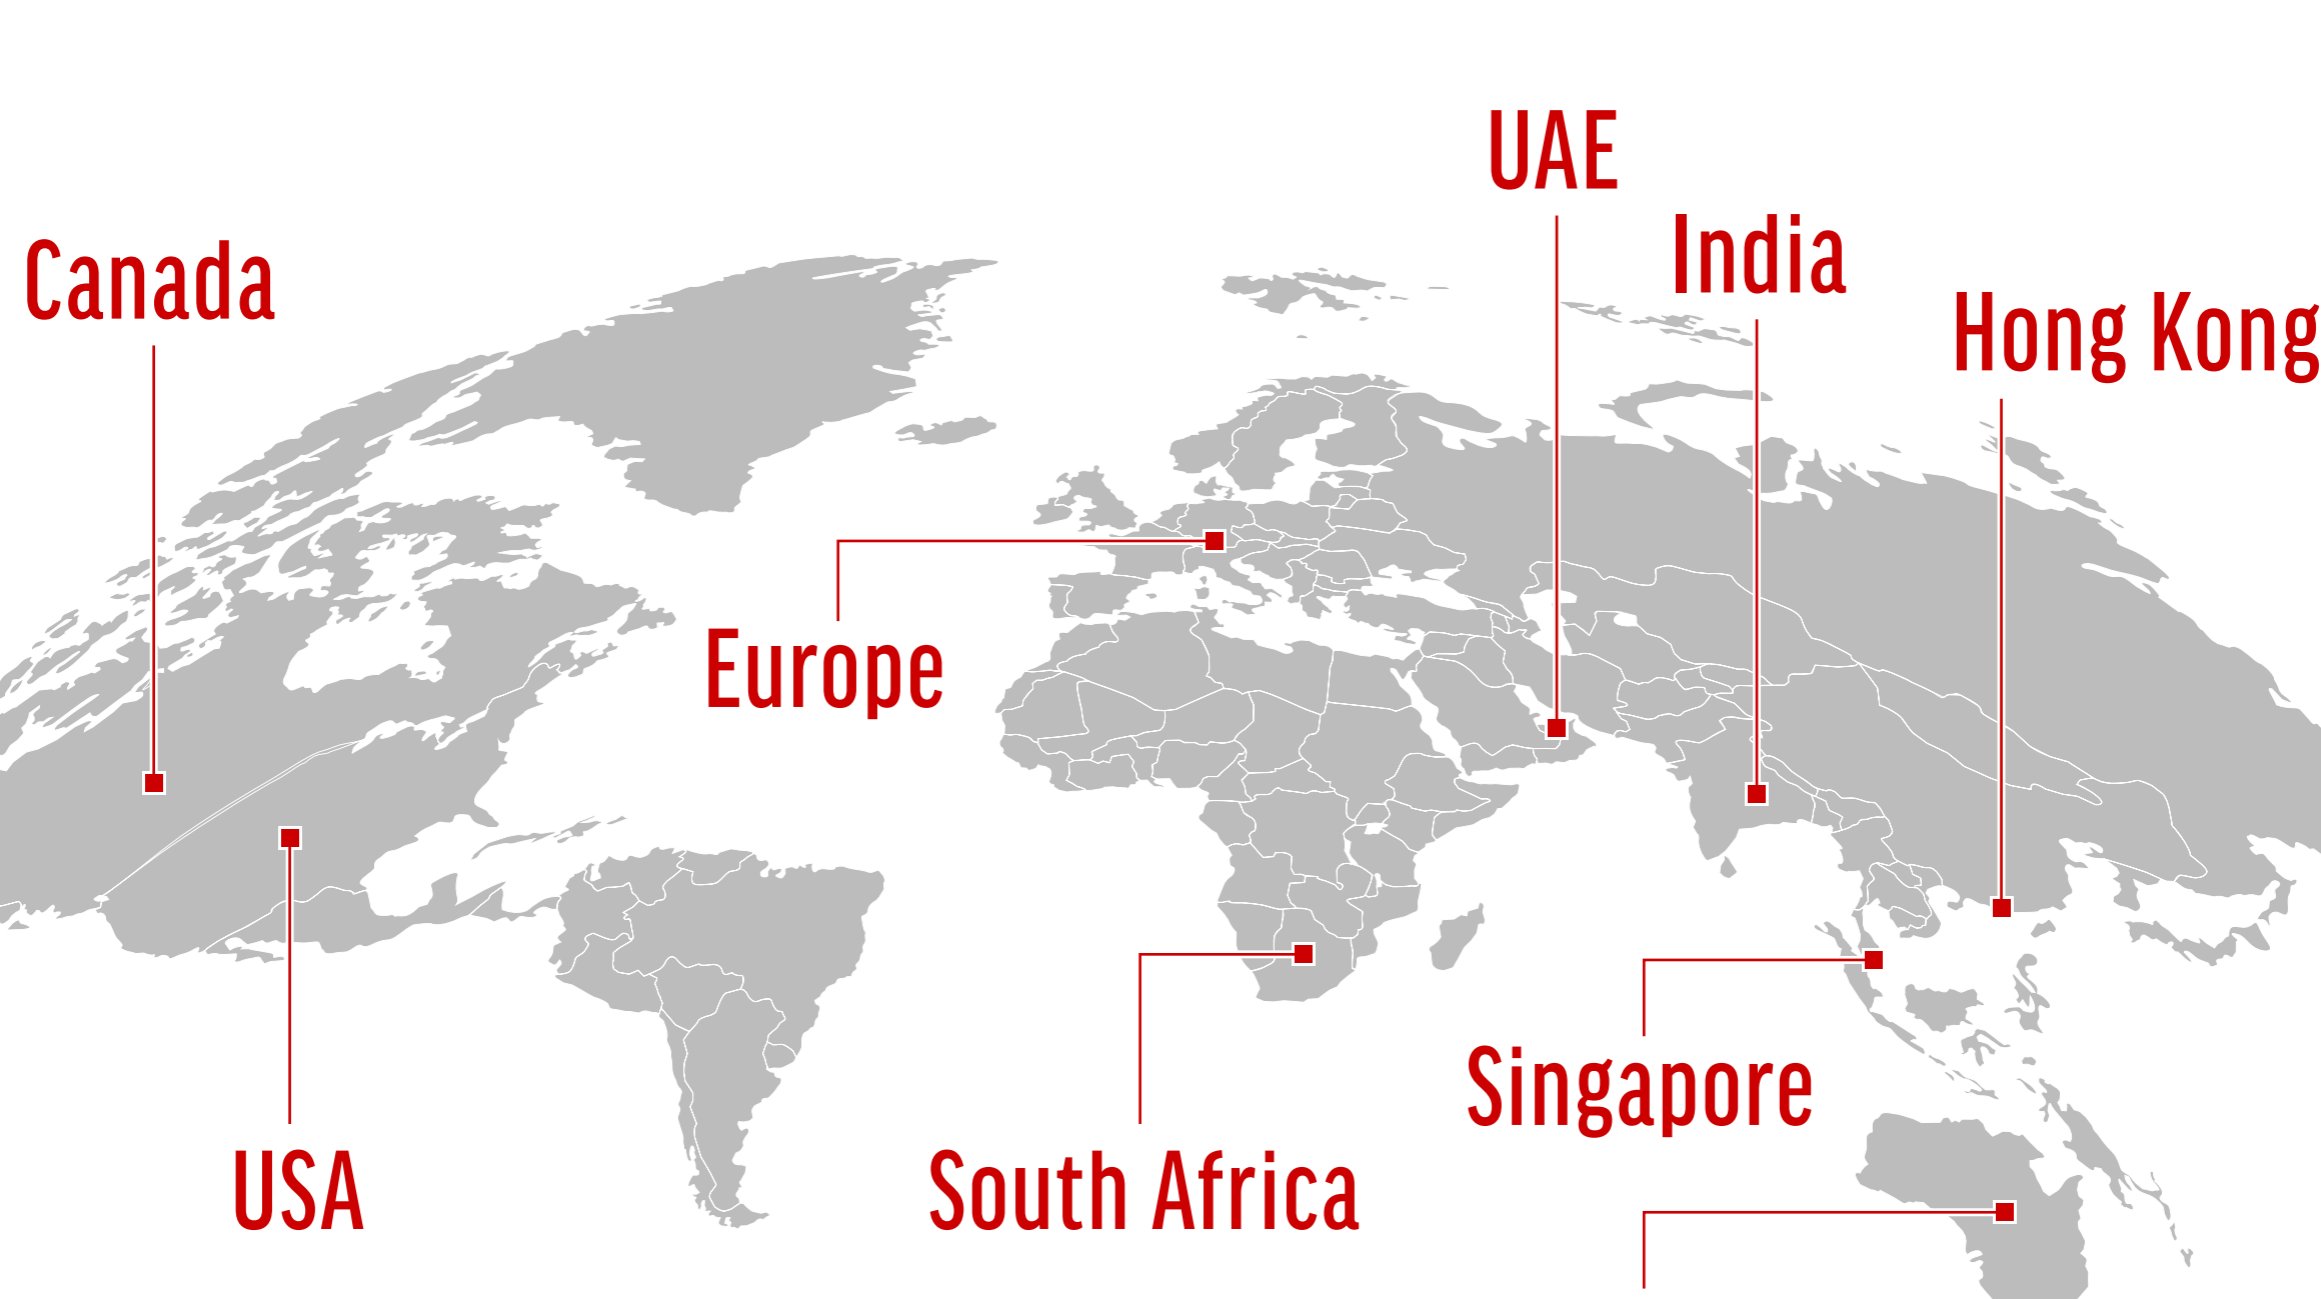 UAE
India
Canada
Hong Kong
Europe
Singapore
USA
South Africa